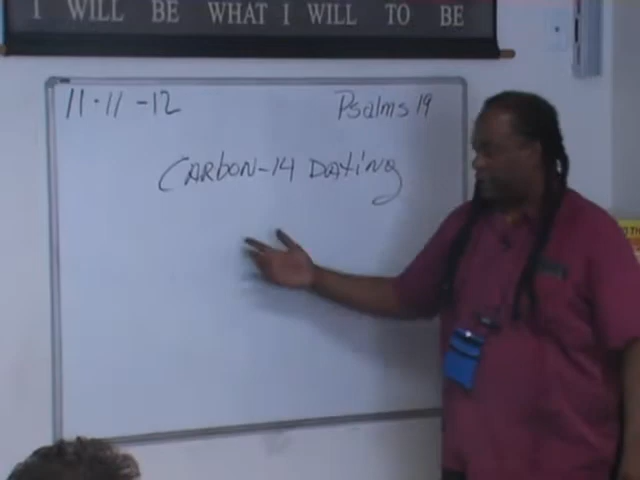 I WILL BE WHAT I WILL TO BE
11-11-12
Psalms 19
CARBON-14 DATING